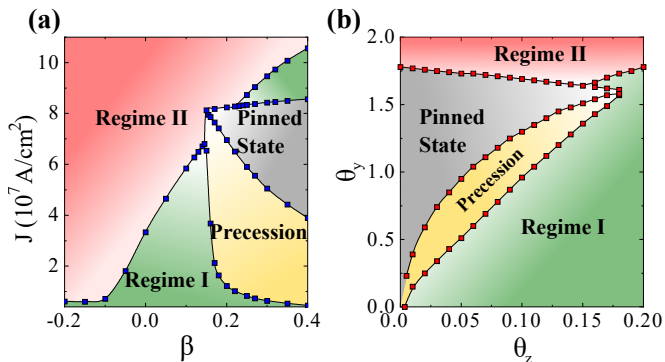 (a)
10
8
6
4
2
J (10⁷ A/cm²)
-0.2
0.0
0.2
0.4
β
Regime II
Pinned
State
Precession
Regime I
(b)
2.0
1.5
1.0
0.5
0.0
θy
0.00
0.05
0.10
0.15
0.20
θz
Regime II
Pinned
State
Precession
Regime I